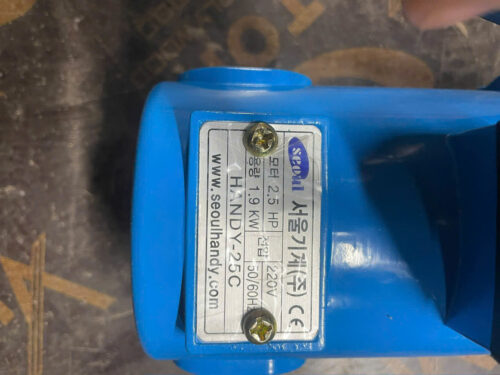 seoul 서울기계(주) CE
모터 2.5 HP 전압 220V
용량 1.9 KW 50/60H
HANDY-25C
www.seoulhandy.com